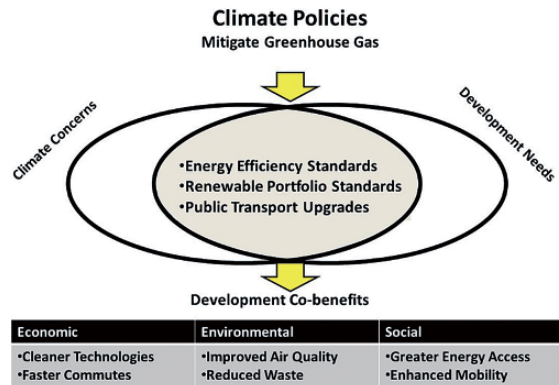 Climate Policies
Mitigate Greenhouse Gas
Climate Concerns
Development Needs
•Energy Efficiency Standards
•Renewable Portfolio Standards
•Public Transport Upgrades
Development Co-benefits
Economic Environmental Social
•Cleaner Technologies •Improved Air Quality •Greater Energy Access
•Faster Commutes •Reduced Waste •Enhanced Mobility